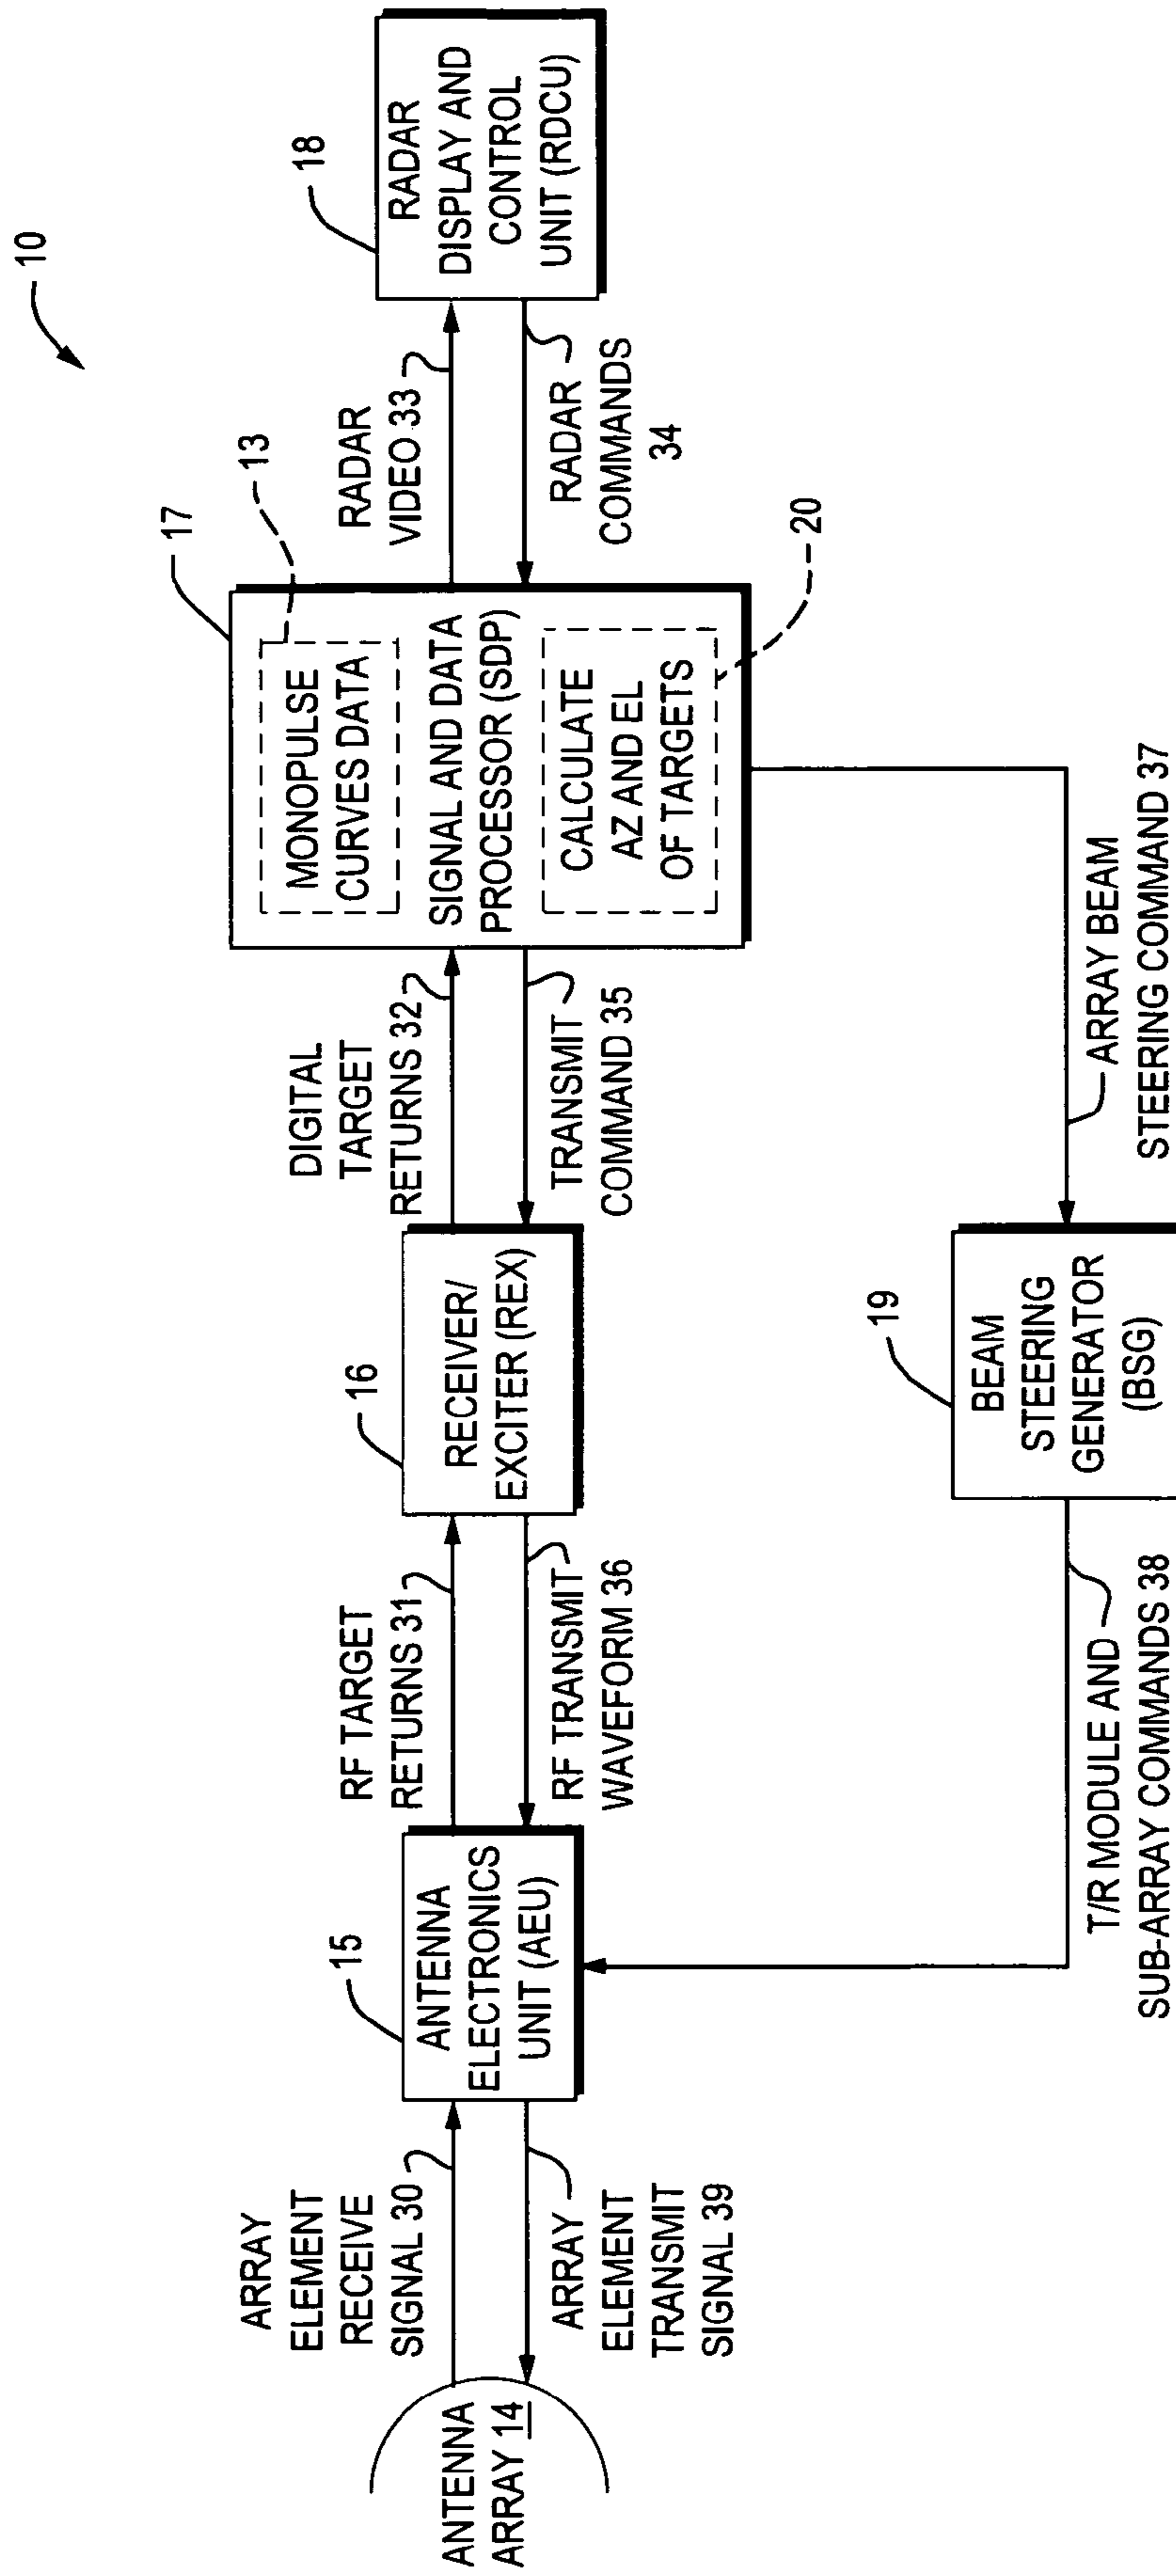 10
18
RADAR
DISPLAY AND
CONTROL
UNIT (RDCU)
RADAR
VIDEO 33
RADAR
COMMANDS
34
17
13
MONOPULSE
CURVES DATA
SIGNAL AND DATA
PROCESSOR (SDP)
CALCULATE
AZ AND EL
OF TARGETS
20
DIGITAL
TARGET
RETURNS 32
TRANSMIT
COMMAND 35
16
RECEIVER/
EXCITER (REX)
RF TARGET
RETURNS 31
RF TRANSMIT
WAVEFORM 36
15
ANTENNA
ELECTRONICS
UNIT (AEU)
ARRAY
ELEMENT
RECEIVE
SIGNAL 30
ARRAY
ELEMENT
TRANSMIT
SIGNAL 39
ANTENNA
ARRAY 14
ARRAY BEAM
STEERING COMMAND 37
19
BEAM
STEERING
GENERATOR
(BSG)
T/R MODULE AND
SUB-ARRAY COMMANDS 38